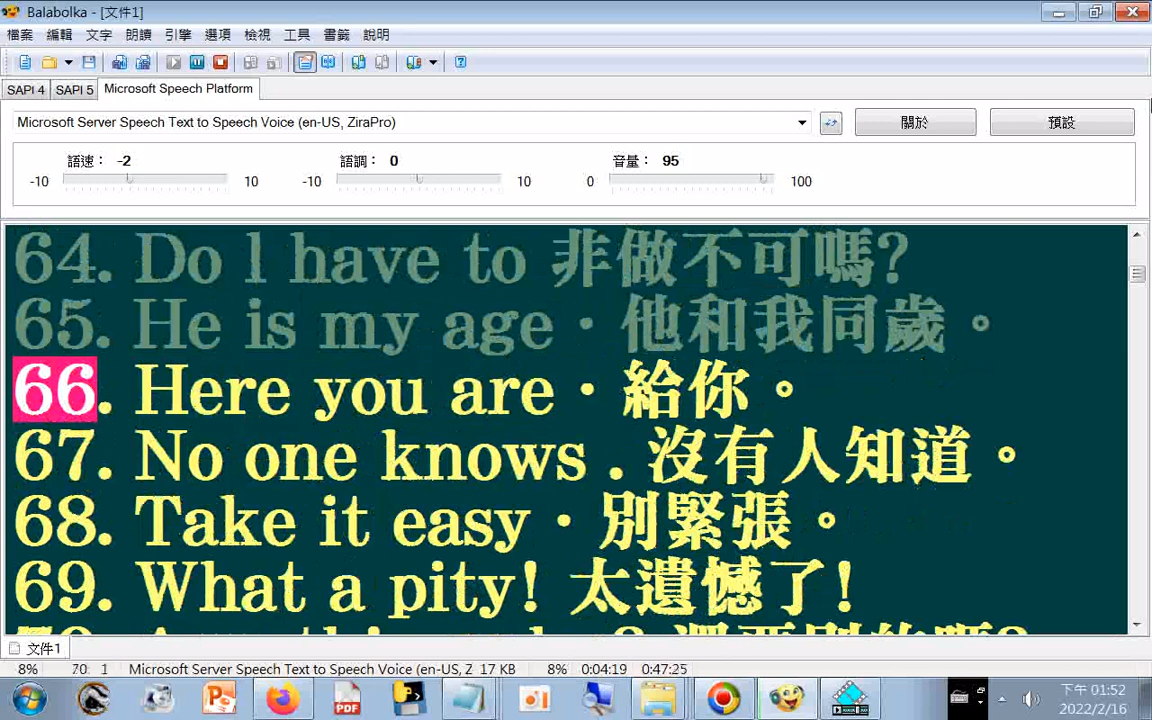 Balabolka - [文件1]
檔案 編輯 文字 朗讀 引擎 選項 檢視 工具 書籤 說明
SAPI 4 SAPI 5 Microsoft Speech Platform
Microsoft Server Speech Text to Speech Voice (en-US, ZiraPro) 關於 預設
語速： -2 語調： 0 音量： 95
-10 10 -10 10 0 100
64. Do l have to 非做不可嗎?
65. He is my age · 他和我同歲。
66. Here you are · 給你。
67. No one knows . 沒有人知道。
68. Take it easy · 別緊張。
69. What a pity! 太遺憾了!
文件1
8% 70: 1 Microsoft Server Speech Text to Speech Voice (en-US, Z 17 KB 8% 0:04:19 0:47:25
下午 01:52
2022/2/16